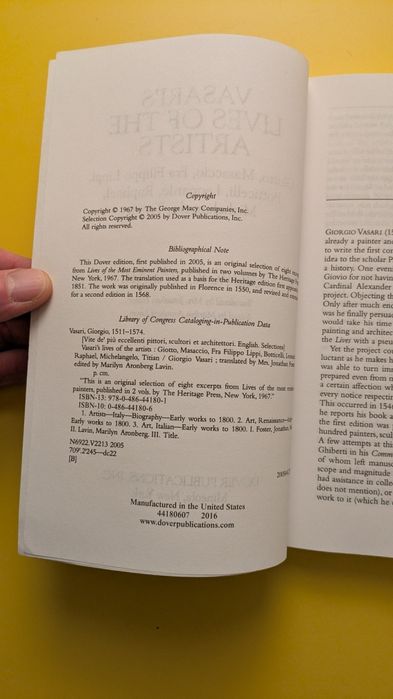 Copyright
Copyright © 1967 by The George Macy Companies, Inc.
Selection Copyright © 2005 by Dover Publications, Inc.
All rights reserved.
Bibliographical Note
This Dover edition, first published in 2005, is an original selection of eight
from Lives of the Most Eminent Painters, published in two volumes by The Heritage
New York, 1967. The translation used as a basis for the Heritage edition first appeared
1851. The work was originally published in Florence in 1550, and revised and
for a second edition in 1568.
Library of Congress Cataloging-in-Publication Data
Vasari, Giorgio, 1511–1574.
[Vite de' più eccellenti pittori, scultori et architettori. English. Selections]
Vasari's lives of the artists : Giotto, Masaccio, Fra Filippo Lippi, Botticelli,
Raphael, Michelangelo, Titian / Giorgio Vasari ; translated by Mrs. Jonathan
edited by Marilyn Aronberg Lavin.
p. cm.
"This is an original selection of eight excerpts from Lives of the most
painters, published in 2 vols. by The Heritage Press, New York, 1967."
ISBN-13: 978-0-486-44180-1
ISBN-10: 0-486-44180-6
1. Artists—Italy—Biography—Early works to 1800. 2. Art, Renaissance—
Early works to 1800. 3. Art, Italian—Early works to 1800. I. Foster, Jonathan,
II. Lavin, Marilyn Aronberg. III. Title.
N6922.V2213 2005
709'.2'245—dc22
[B]
Manufactured in the United States
44180607 2016
www.doverpublications.com
GIORGIO VASARI
already a painter and
to write the first
idea to the scholar
a history. One
Giovio for not having
Cardinal Alexander
project. Objecting
Only after much
was he finally
would take his time
painting and
the Lives with a
Yet the project
luctant as he makes
was able to turn
prepared even from
a certain affection
every notice
This occurred in
he reports his book
the first edition was
hundred painters,
A few attempts at this
Ghiberti in his
of whom left
scope and magnitude
had assistance in
does not mention), or
work to it (which he